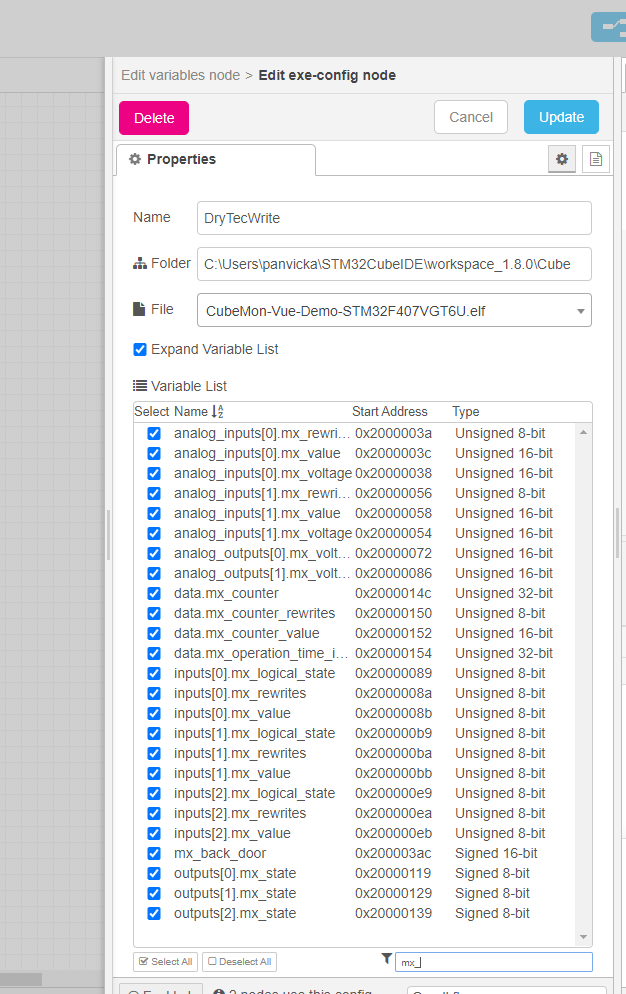 Edit variables node > Edit exe-config node
Delete Cancel Update
Properties
Name DryTecWrite
Folder C:\Users\panvicka\STM32CubeIDE\workspace_1.8.0\Cube
File CubeMon-Vue-Demo-STM32F407VGT6U.elf
Expand Variable List
Variable List
Select Name Start Address Type
analog_inputs[0].mx_rewri... 0x2000003a Unsigned 8-bit
analog_inputs[0].mx_value 0x2000003c Unsigned 16-bit
analog_inputs[0].mx_voltage 0x20000038 Unsigned 16-bit
analog_inputs[1].mx_rewri... 0x20000056 Unsigned 8-bit
analog_inputs[1].mx_value 0x20000058 Unsigned 16-bit
analog_inputs[1].mx_voltage 0x20000054 Unsigned 16-bit
analog_outputs[0].mx_volt... 0x20000072 Unsigned 16-bit
analog_outputs[1].mx_volt... 0x20000086 Unsigned 16-bit
data.mx_counter 0x2000014c Unsigned 32-bit
data.mx_counter_rewrites 0x20000150 Unsigned 8-bit
data.mx_counter_value 0x20000152 Unsigned 16-bit
data.mx_operation_time_i... 0x20000154 Unsigned 32-bit
inputs[0].mx_logical_state 0x20000089 Unsigned 8-bit
inputs[0].mx_rewrites 0x2000008a Unsigned 8-bit
inputs[0].mx_value 0x2000008b Unsigned 8-bit
inputs[1].mx_logical_state 0x200000b9 Unsigned 8-bit
inputs[1].mx_rewrites 0x200000ba Unsigned 8-bit
inputs[1].mx_value 0x200000bb Unsigned 8-bit
inputs[2].mx_logical_state 0x200000e9 Unsigned 8-bit
inputs[2].mx_rewrites 0x200000ea Unsigned 8-bit
inputs[2].mx_value 0x200000eb Unsigned 8-bit
mx_back_door 0x200003ac Signed 16-bit
outputs[0].mx_state 0x20000119 Signed 8-bit
outputs[1].mx_state 0x20000129 Signed 8-bit
outputs[2].mx_state 0x20000139 Signed 8-bit
Select All Deselect All mx_